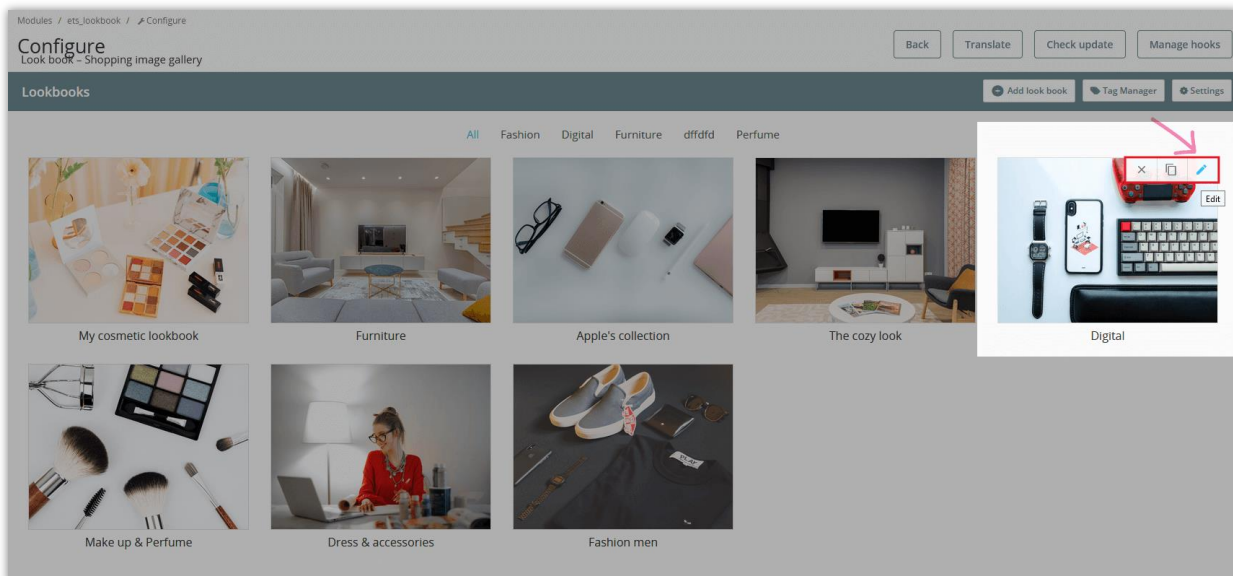 Modules / ets_lookbook / Configure
Configure
Look book – Shopping image gallery
Back Translate Check update Manage hooks
Lookbooks
Add look book Tag Manager Settings
All Fashion Digital Furniture dffdfd Perfume
Edit
My cosmetic lookbook Furniture Apple's collection The cozy look Digital
PLAY
Make up & Perfume Dress & accessories Fashion men